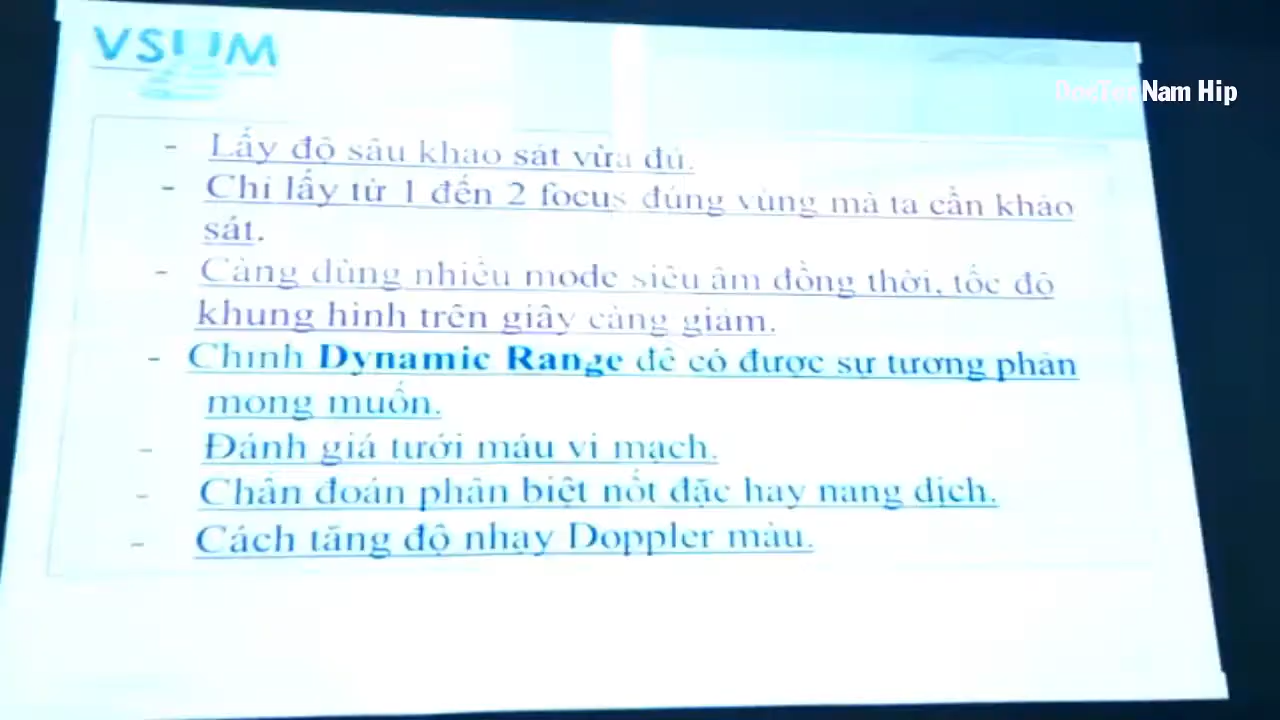 VSUM
DocTer Nam Hip
- Lấy độ sâu khảo sát vừa đủ.
- Chỉ lấy từ 1 đến 2 focus đúng vùng mà ta cần khảo
sát.
- Càng dùng nhiều mode siêu âm đồng thời, tốc độ
khung hình trên giây càng giảm.
- Chỉnh Dynamic Range để có được sự tương phản
mong muốn.
- Đánh giá tưới máu vi mạch.
- Chẩn đoán phân biệt nốt đặc hay nang dịch.
- Cách tăng độ nhạy Doppler màu.